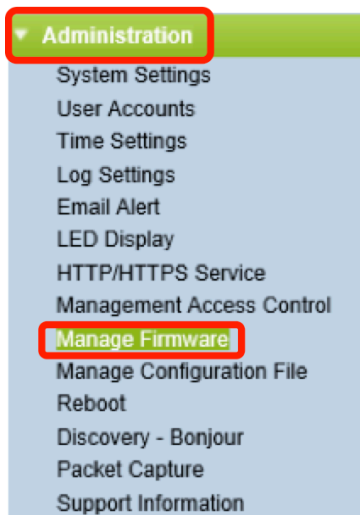 Administration
System Settings
User Accounts
Time Settings
Log Settings
Email Alert
LED Display
HTTP/HTTPS Service
Management Access Control
Manage Firmware
Manage Configuration File
Reboot
Discovery - Bonjour
Packet Capture
Support Information